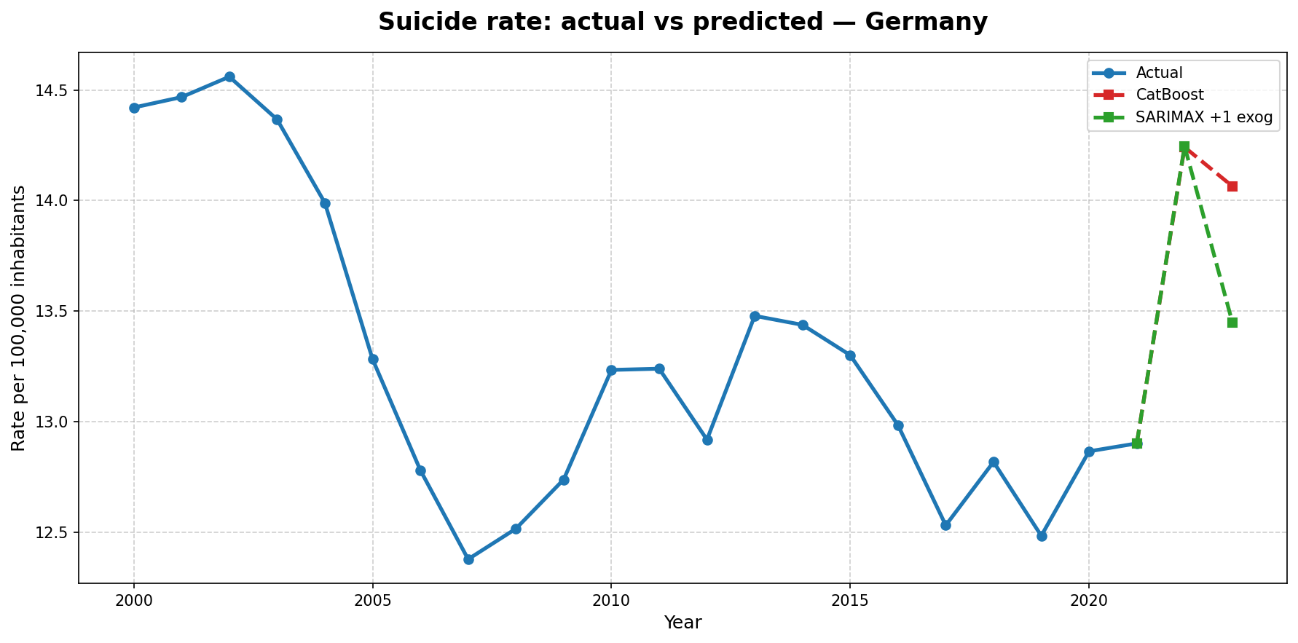 Suicide rate: actual vs predicted — Germany
Rate per 100,000 inhabitants
14.5
14.0
13.5
13.0
12.5
Actual
CatBoost
SARIMAX +1 exog
2000
2005
2010
2015
2020
Year